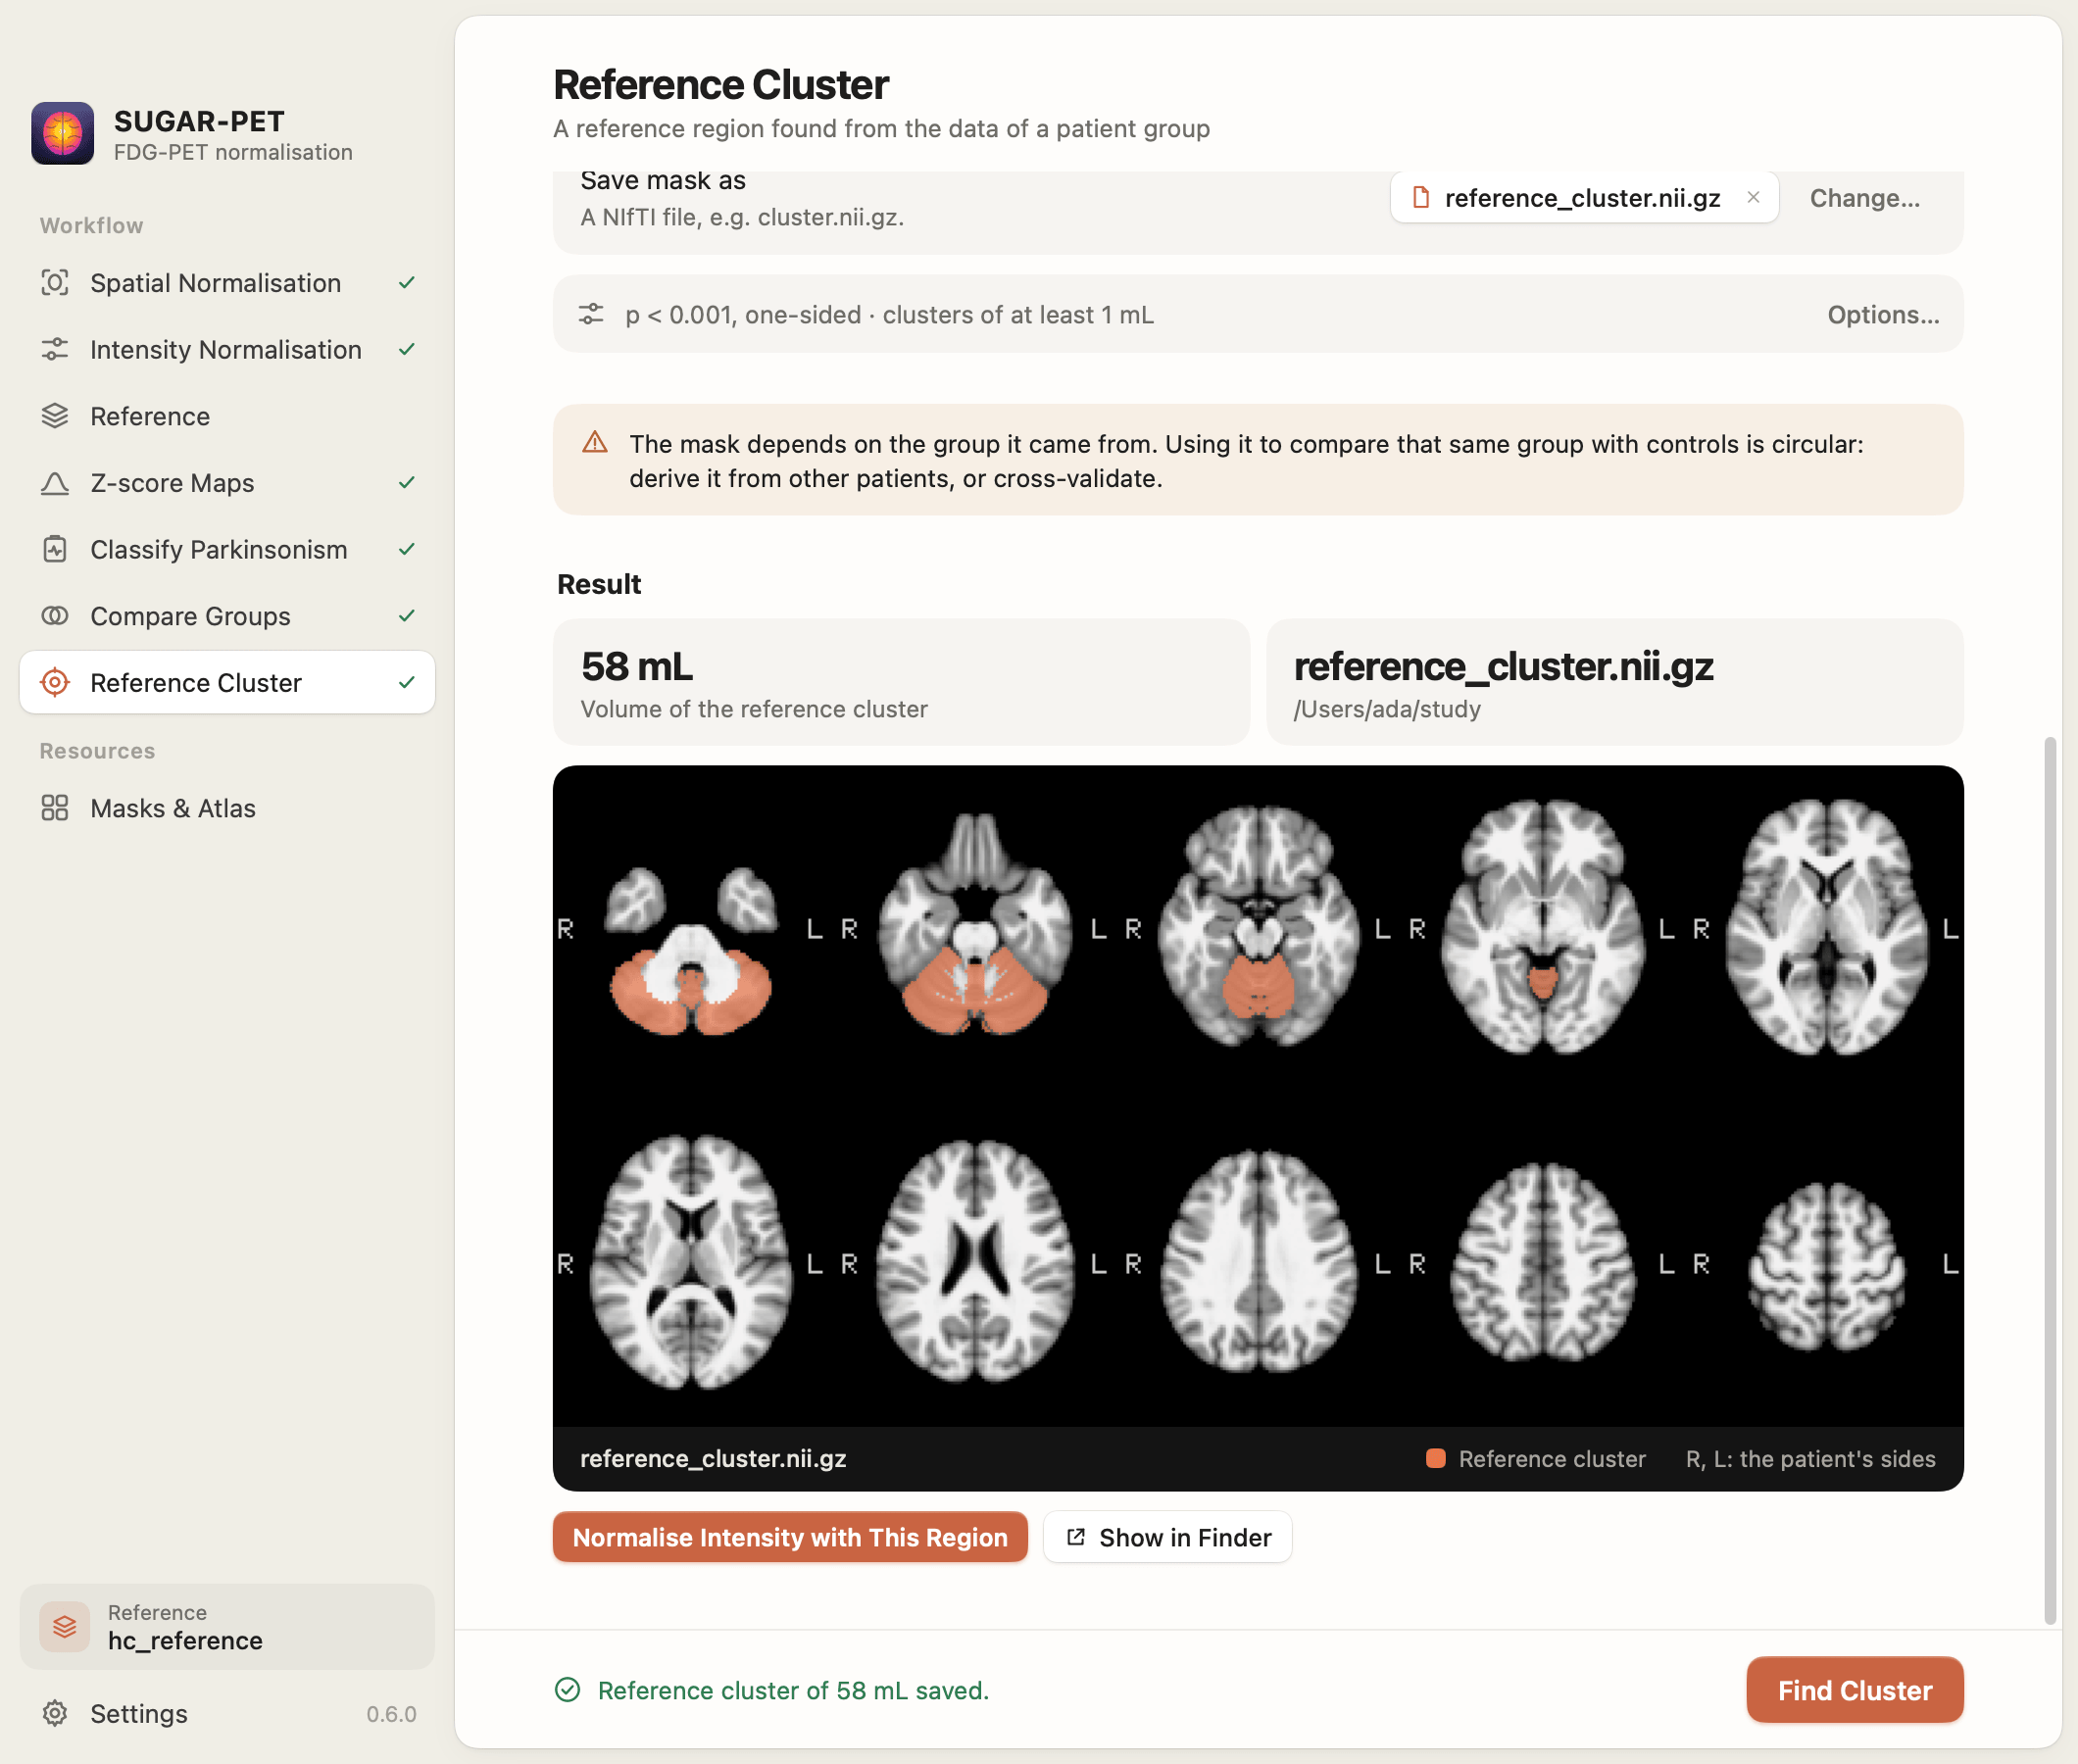 SUGAR-PET
FDG-PET normalisation
Workflow
Spatial Normalisation
Intensity Normalisation
Reference
Z-score Maps
Classify Parkinsonism
Compare Groups
Reference Cluster
Resources
Masks & Atlas
Reference
hc_reference
Settings
0.6.0
Reference Cluster
A reference region found from the data of a patient group
Save mask as
A NIfTI file, e.g. cluster.nii.gz.
reference_cluster.nii.gz
Change...
p < 0.001, one-sided · clusters of at least 1 mL
Options...
The mask depends on the group it came from. Using it to compare that same group with controls is circular:
derive it from other patients, or cross-validate.
Result
58 mL
Volume of the reference cluster
reference_cluster.nii.gz
/Users/ada/study
R L R L R L R L R L
R L R L R L R L R L
reference_cluster.nii.gz
Reference cluster
R, L: the patient's sides
Normalise Intensity with This Region
Show in Finder
Reference cluster of 58 mL saved.
Find Cluster